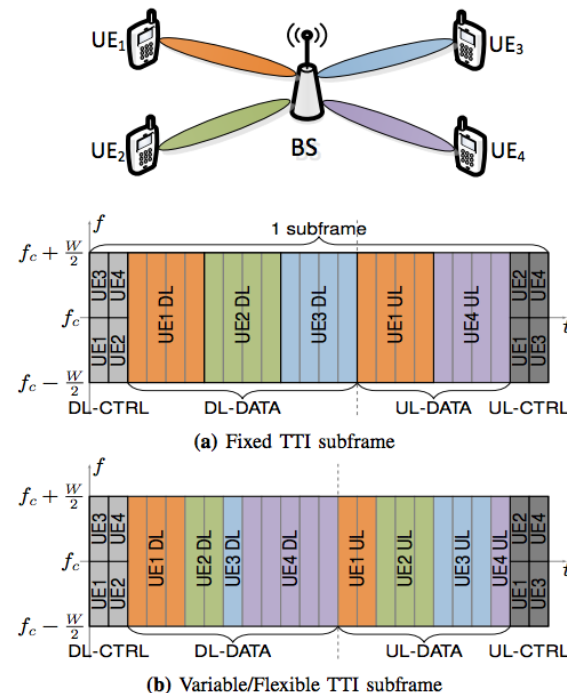 UE1
UE3
UE2
BS
UE4
f
1 subframe
fc + W/2
fc
fc − W/2
t
UE3
UE4
UE1
UE2
UE1 DL
UE2 DL
UE3 DL
UE1 UL
UE4 UL
UE2
UE4
UE1
UE3
DL-CTRL
DL-DATA
UL-DATA
UL-CTRL
(a) Fixed TTI subframe
f
fc + W/2
fc
fc − W/2
t
UE3
UE4
UE1
UE2
UE1 DL
UE2 DL
UE3 DL
UE4 DL
UE1 UL
UE2 UL
UE3 UL
UE4 UL
UE2
UE4
UE1
UE3
DL-CTRL
DL-DATA
UL-DATA
UL-CTRL
(b) Variable/Flexible TTI subframe